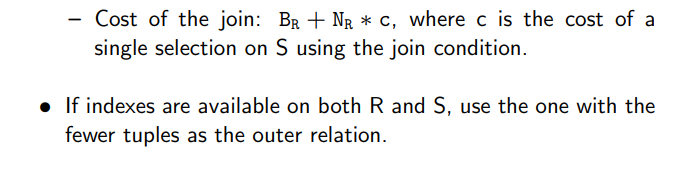 – Cost of the join: B_R + N_R * c, where c is the cost of a
single selection on S using the join condition.
• If indexes are available on both R and S, use the one with the
fewer tuples as the outer relation.